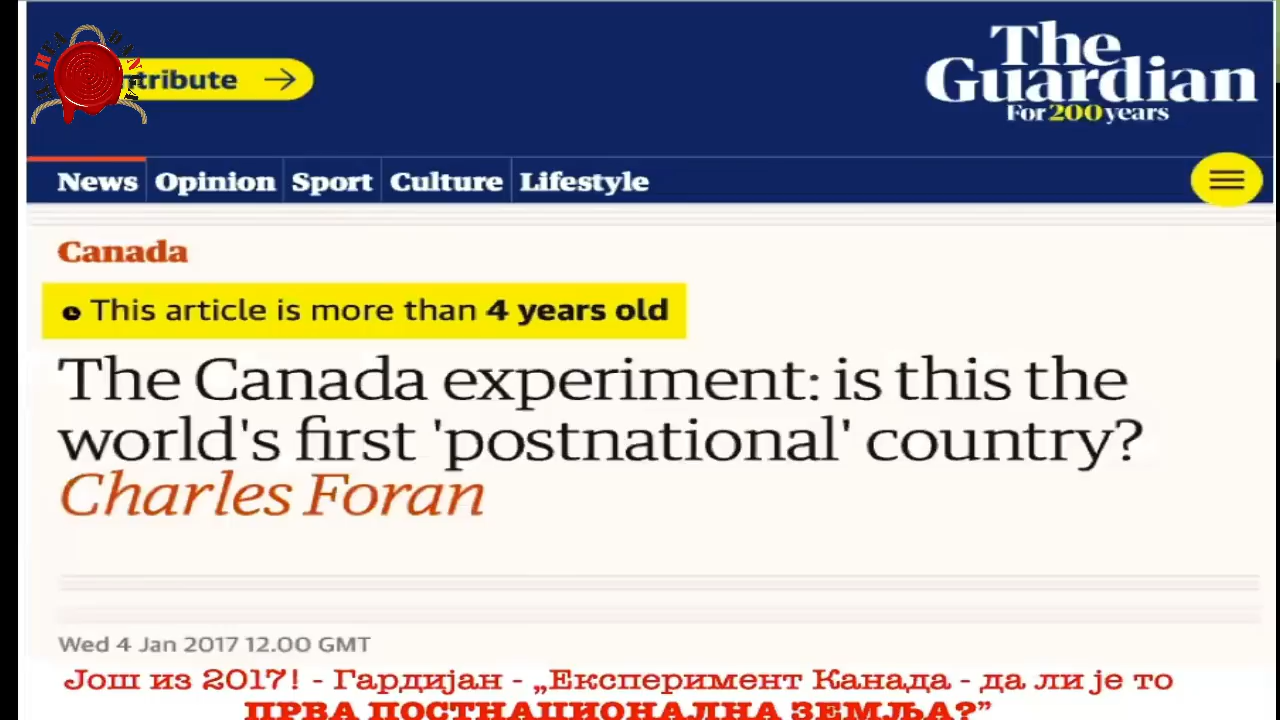 ntribute
The
Guardian
For 200 years
News Opinion Sport Culture Lifestyle
Canada
This article is more than 4 years old
The Canada experiment: is this the
world's first 'postnational' country?
Charles Foran
Wed 4 Jan 2017 12.00 GMT
Још из 2017! - Гардијан - „Експеримент Канада - да ли је то
ПРВА ПОСТНАЦИОНАЛНА ЗЕМЉА?”